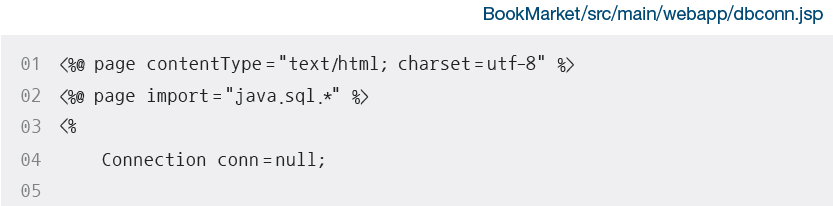 BookMarket/src/main/webapp/dbconn.jsp
01 <%@ page contentType="text/html; charset=utf-8" %>
02 <%@ page import="java.sql.*" %>
03 <%
04 Connection conn=null;
05